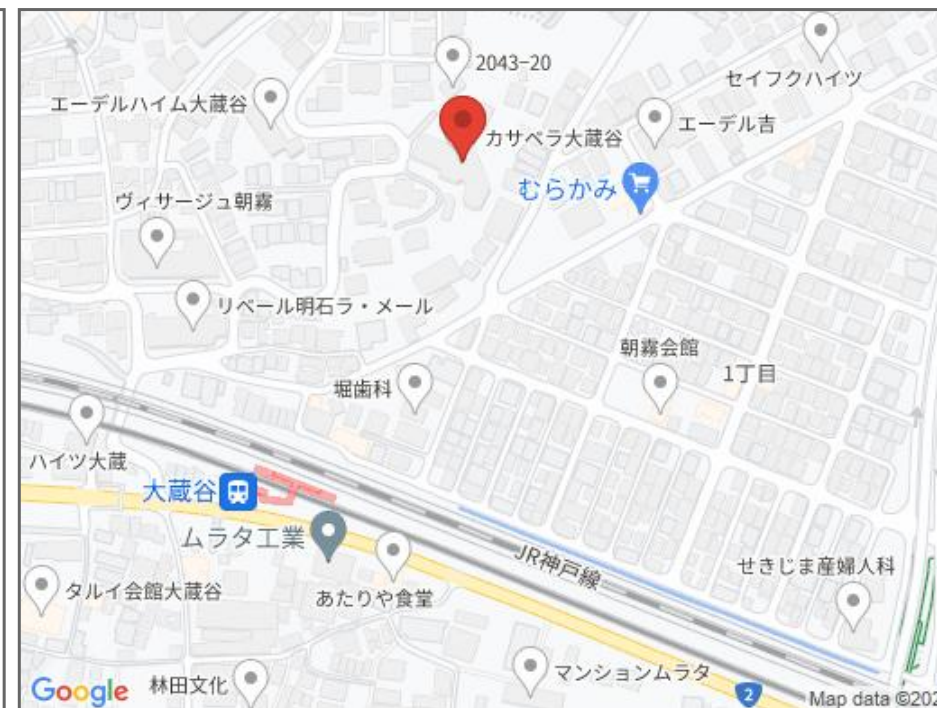 2043-20
セイフクハイツ
エーデルハイム大蔵谷
カサベラ大蔵谷
エーデル吉
むらかみ
ヴィサージュ朝霧
リベール明石ラ・メール
朝霧会館
1丁目
堀歯科
ハイツ大蔵
大蔵谷
ムラタ工業
JR神戸線
せきじま産婦人科
タルイ会館大蔵谷
あたりや食堂
マンションムラタ
林田文化
2
Google
Map data ©202